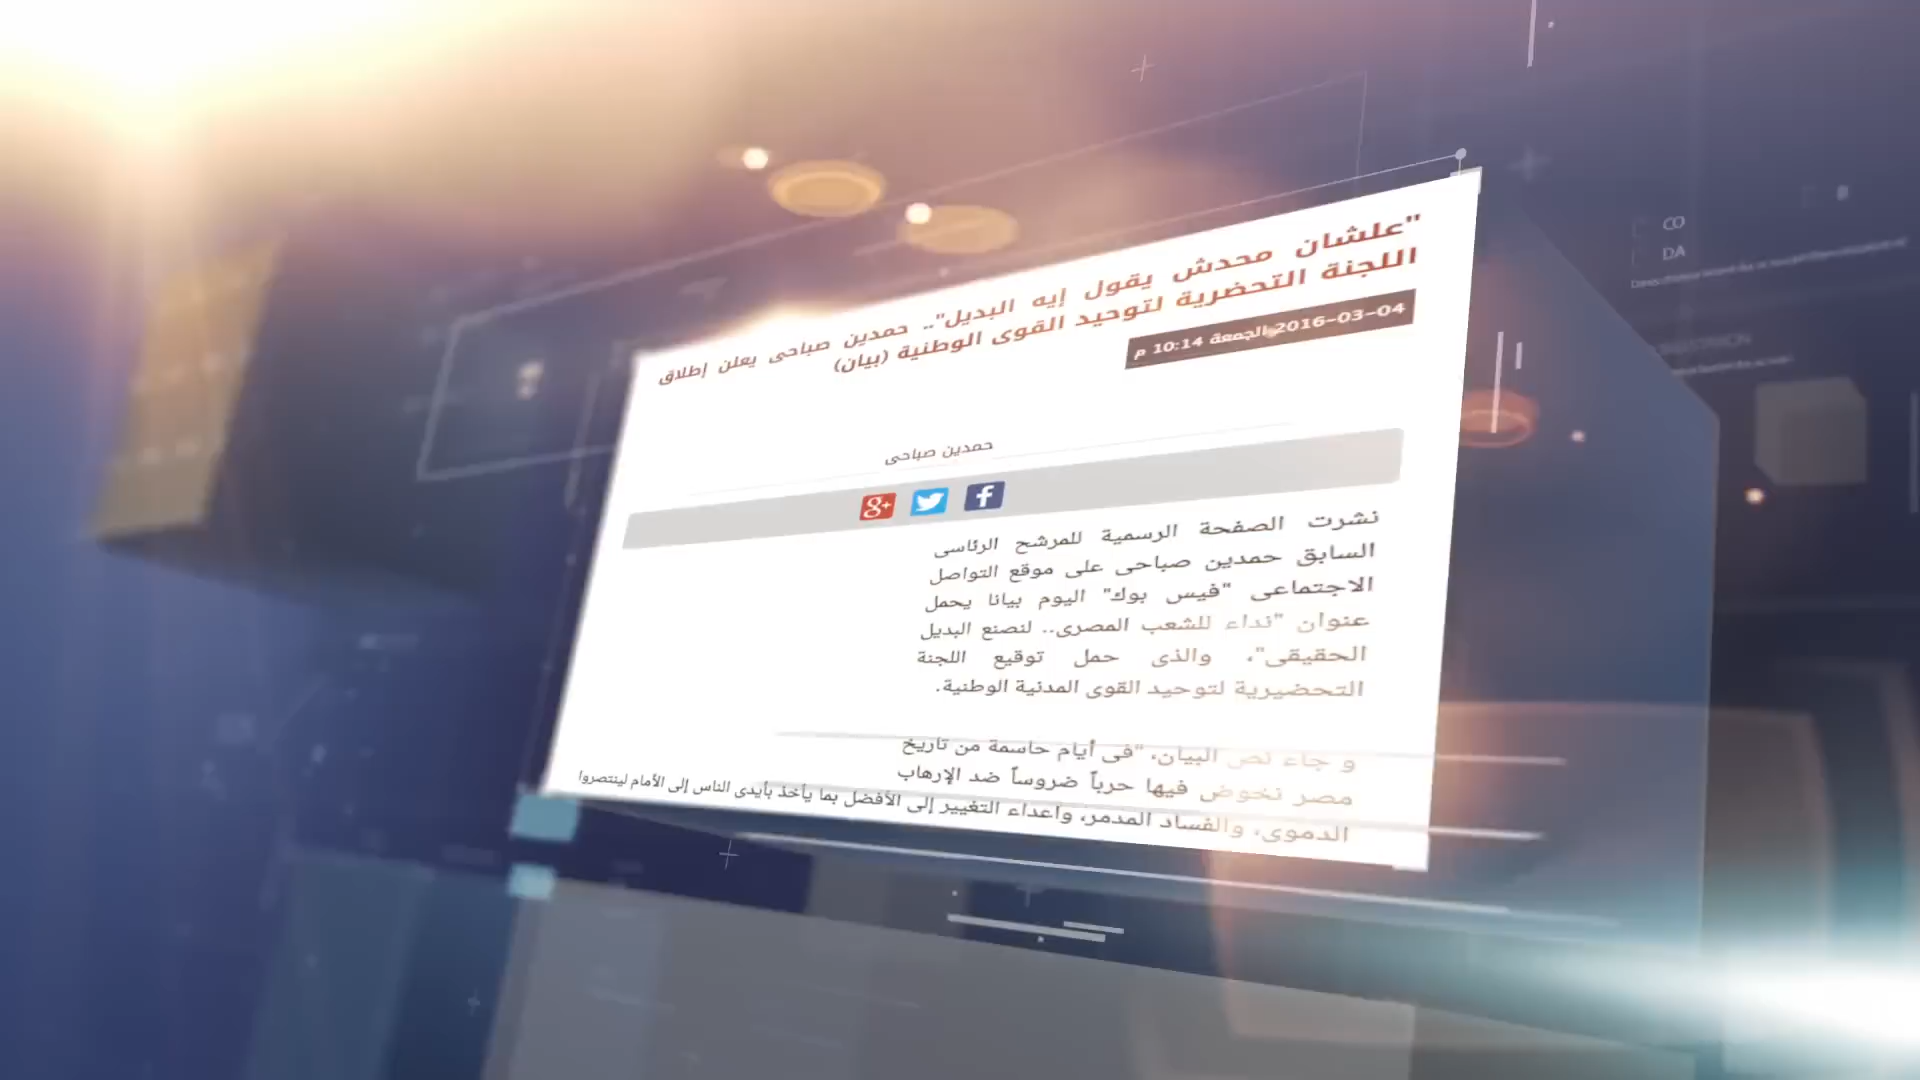 "علشان محدش يقول إيه البديل".. حمدين صباحى يعلن إطلاق
اللجنة التحضرية لتوحيد القوى الوطنية (بيان)
الجمعة 2016-03-04 10:14 م
حمدين صباحى
نشرت الصفحة الرسمية للمرشح الرئاسى
السابق حمدين صباحى على موقع التواصل
الاجتماعى "فيس بوك" اليوم بيانا يحمل
عنوان "نداء للشعب المصرى.. لنصنع البديل
الحقيقى"، والذى حمل توقيع اللجنة
التحضيرية لتوحيد القوى المدنية الوطنية.
و جاء نص البيان، "فى أيام حاسمة من تاريخ
مصر نخوض فيها حرباً ضروساً ضد الإرهاب
الدموى، والفساد المدمر، واعداء التغيير إلى الأفضل بما يأخذ بأيدى الناس إلى الأمام لينتصروا
CO
DA